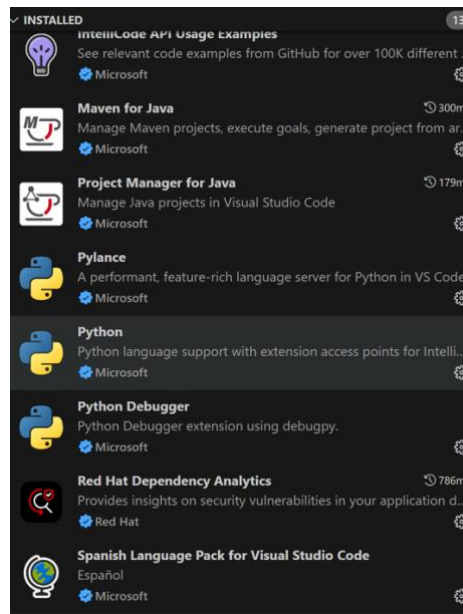 INSTALLED 13
IntelliCode API Usage Examples
See relevant code examples from GitHub for over 100K different
Microsoft
Maven for Java 300m
Manage Maven projects, execute goals, generate project from ar..
Microsoft
Project Manager for Java 179m
Manage Java projects in Visual Studio Code
Microsoft
Pylance
A performant, feature-rich language server for Python in VS Code
Microsoft
Python
Python language support with extension access points for Intelli..
Microsoft
Python Debugger
Python Debugger extension using debugpy.
Microsoft
Red Hat Dependency Analytics 786m
Provides insights on security vulnerabilities in your application d..
Red Hat
Spanish Language Pack for Visual Studio Code
Español
Microsoft